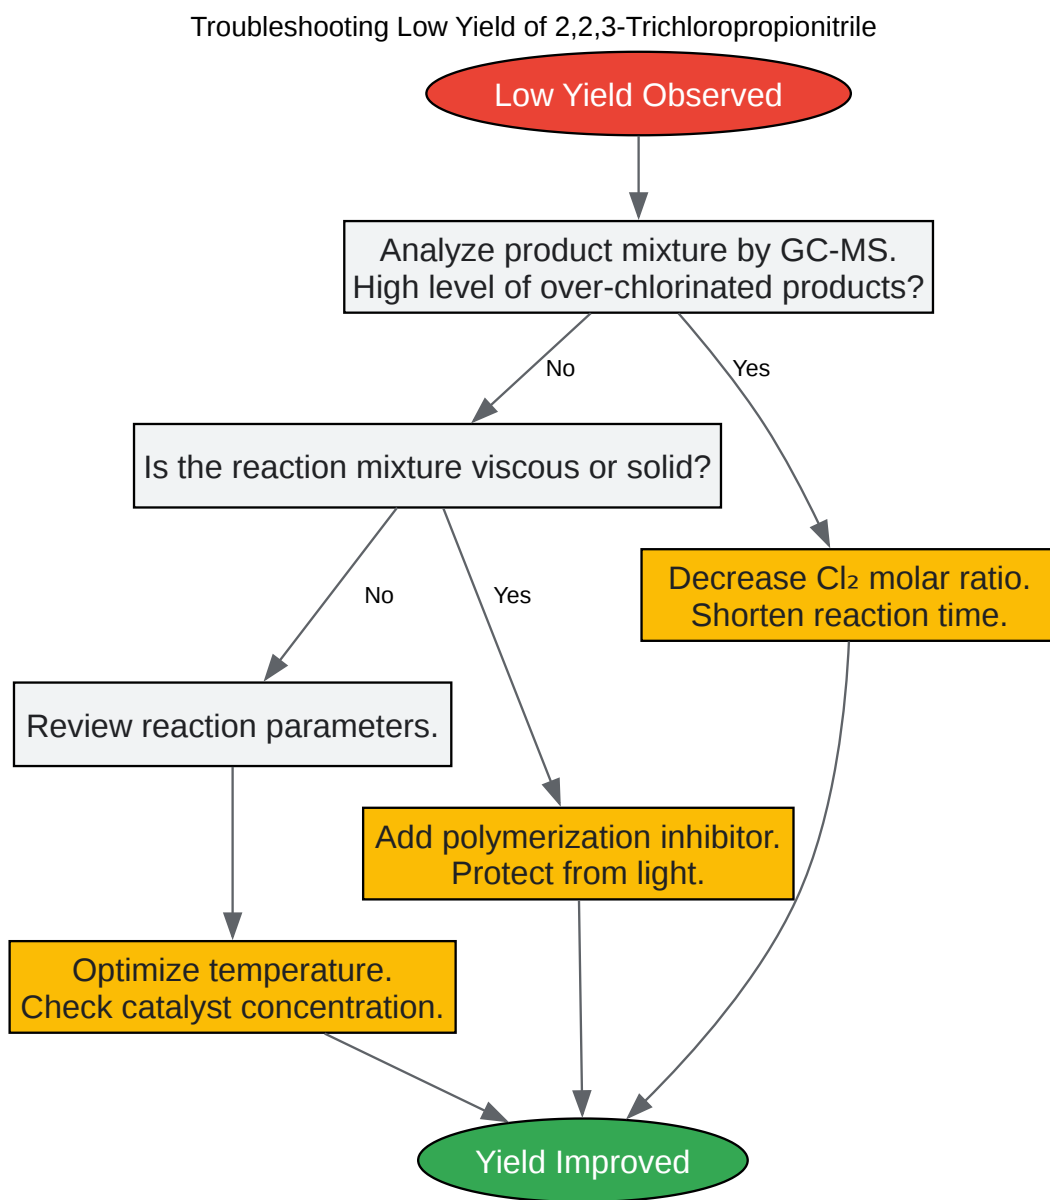 Troubleshooting Low Yield of 2,2,3-Trichloropropionitrile
Low Yield Observed
Analyze product mixture by GC-MS.
High level of over-chlorinated products?
No
Yes
Is the reaction mixture viscous or solid?
Decrease Cl₂ molar ratio.
Shorten reaction time.
No
Yes
Review reaction parameters.
Add polymerization inhibitor.
Protect from light.
Optimize temperature.
Check catalyst concentration.
Yield Improved